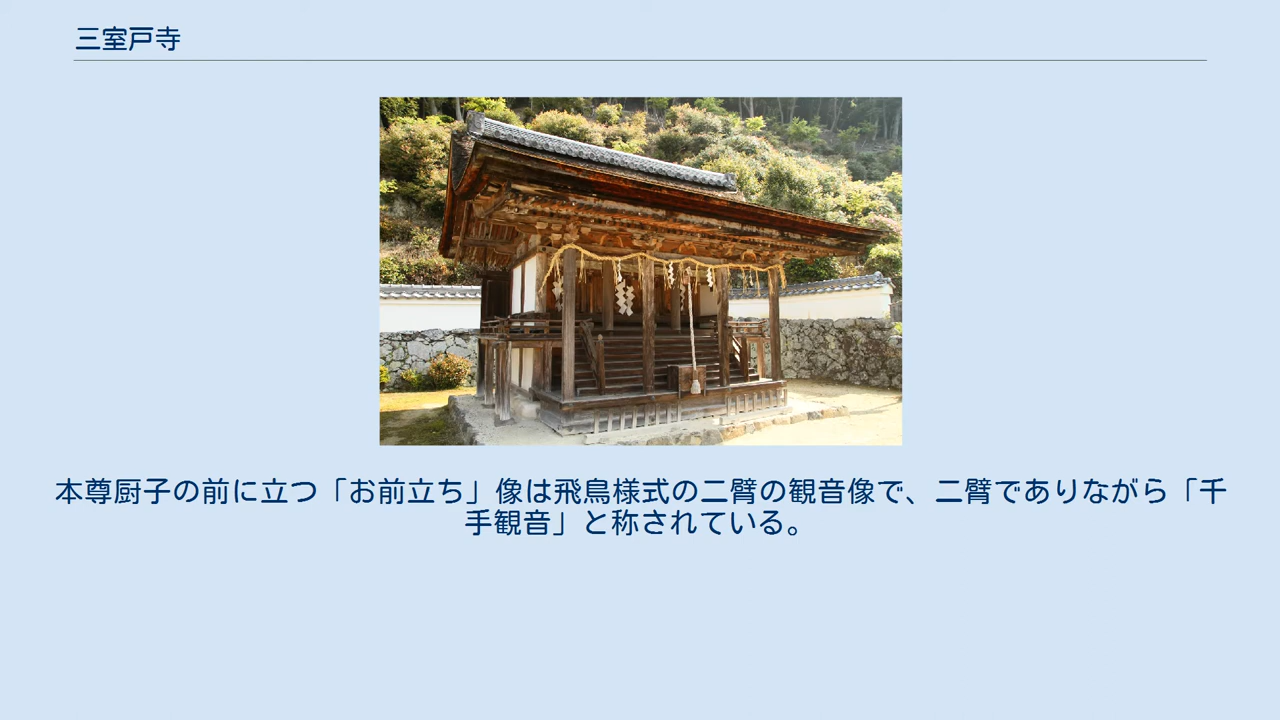 三室戸寺
本尊厨子の前に立つ「お前立ち」像は飛鳥様式の二臂の観音像で、二臂でありながら「千
手観音」と称されている。